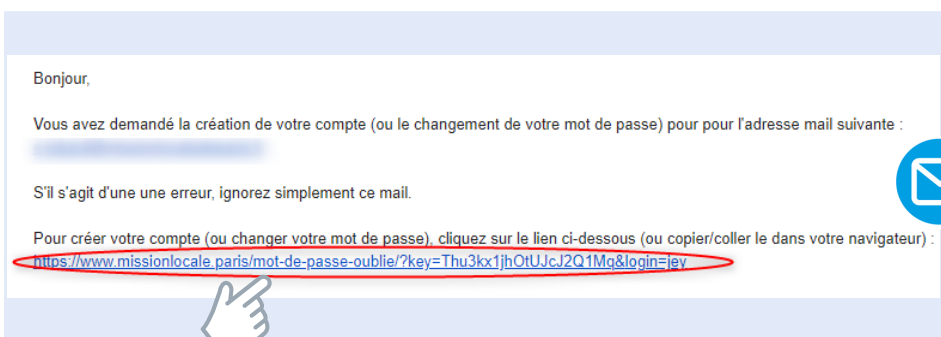 Bonjour,
Vous avez demandé la création de votre compte (ou le changement de votre mot de passe) pour pour l'adresse mail suivante :
S'il s'agit d'une une erreur, ignorez simplement ce mail.
Pour créer votre compte (ou changer votre mot de passe), cliquez sur le lien ci-dessous (ou copier/coller le dans votre navigateur) :
https://www.missionlocale.paris/mot-de-passe-oublie/?key=Thu3kx1jhOtUJcJ2Q1Mq&login=jey